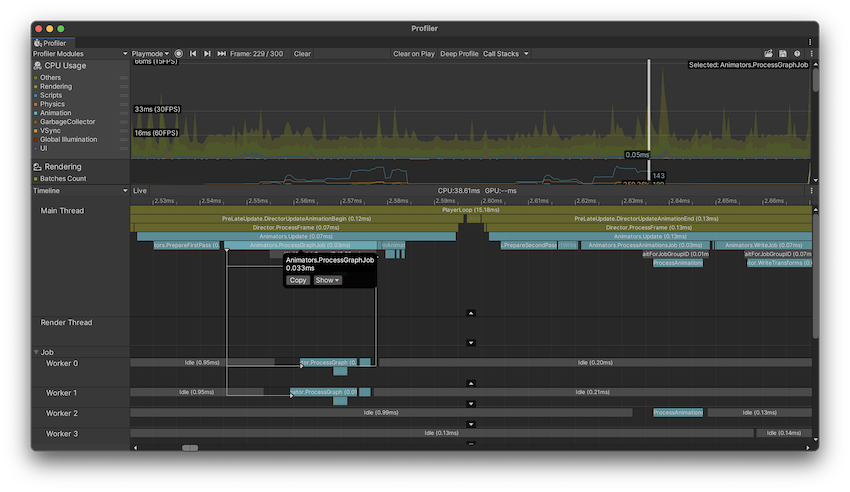 Profiler
Profiler
Profiler Modules Playmode Frame: 229 / 300 Clear Clear on Play Deep Profile Call Stacks
CPU Usage
Others
Rendering
Scripts
Physics
Animation
GarbageCollector
VSync
Global Illumination
UI
Rendering
Batches Count
66ms (15FPS)
Selected: Animators.ProcessGraphJob
33ms (30FPS)
16ms (60FPS)
0.05ms
143
Timeline Live CPU:38.61ms GPU:--ms
2.53ms 2.54ms 2.55ms 2.56ms 2.57ms 2.58ms 2.59ms 2.60ms 2.61ms 2.62ms 2.63ms 2.64ms 2.65ms 2.66ms
Main Thread
PlayerLoop (15.18ms)
PreLateUpdate.DirectorUpdateAnimationBegin (0.12ms) PreLateUpdate.DirectorUpdateAnimationEnd (0.13ms)
Director.ProcessFrame (0.07ms) Director.ProcessFrame (0.13ms)
Animators.Update (0.07ms) Animators.Update (0.13ms)
tors.PrepareFirstPass (0.0 Animators.ProcessGraphJob (0.03ms) .PrepareSecondPass Animators.ProcessAnimationsJob (0.03ms) Animators.WriteJob (0.07ms)
aitForJobGroupID (0.01ms) aitForJobGroupID (0.07ms)
ProcessAnimation tor.WriteTransforms (0.0
Animators.ProcessGraphJob
0.033ms
Copy Show
Render Thread
Job
Worker 0 Idle (0.95ms) tor.ProcessGraph (0. Idle (0.20ms)
Worker 1 Idle (0.95ms) ator.ProcessGraph (0.01 Idle (0.21ms)
Worker 2 Idle (0.99ms) ProcessAnimation Idle (0.13ms)
Worker 3 Idle (0.13ms) Idle (0.14ms)